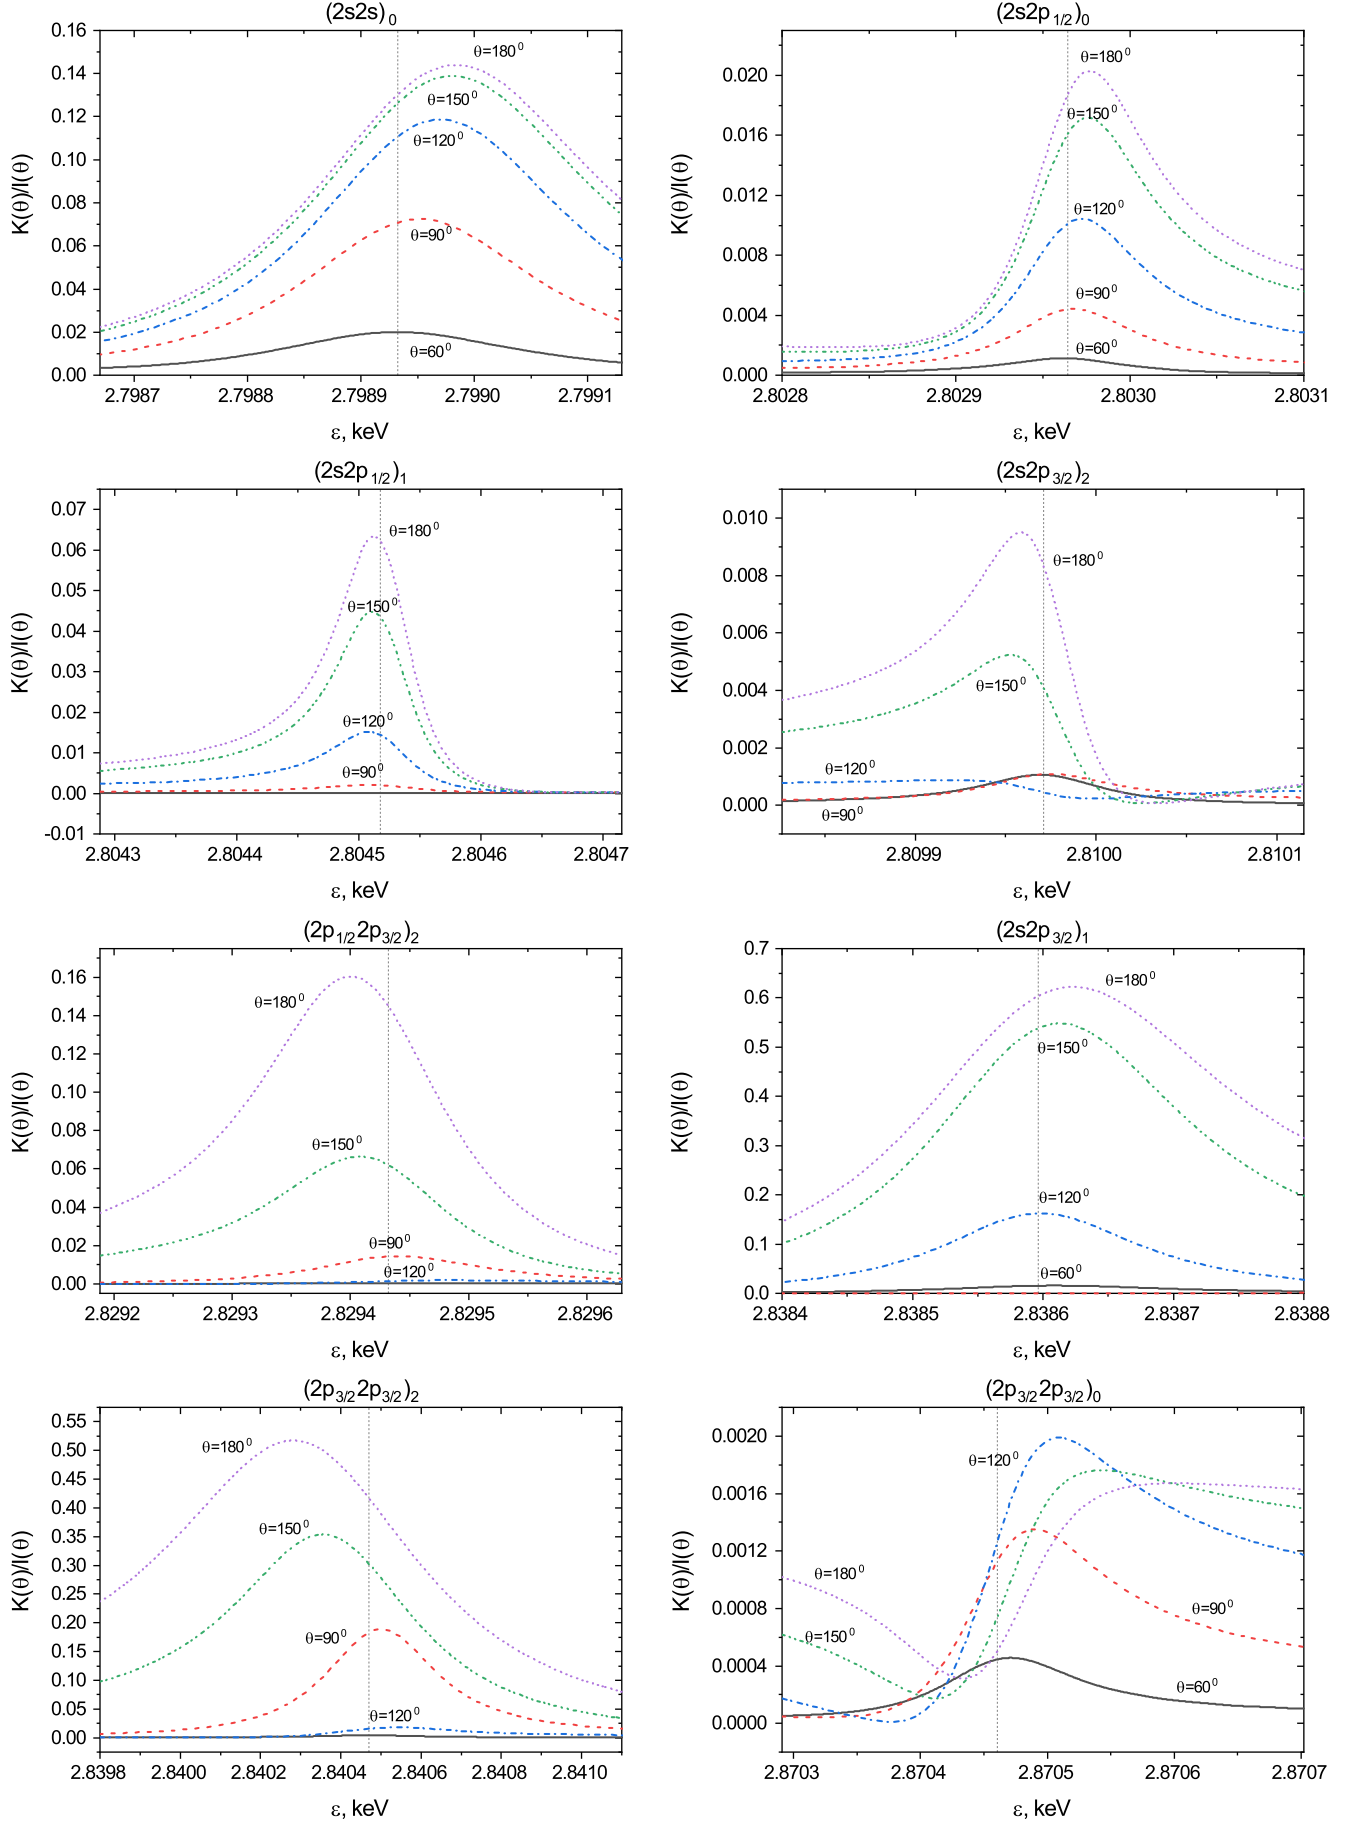 (2s2s)0
K(θ)/I(θ)
0.16
0.14
0.12
0.10
0.08
0.06
0.04
0.02
0.00
θ=180⁰
θ=150⁰
θ=120⁰
θ=90⁰
θ=60⁰
2.7987 2.7988 2.7989 2.7990 2.7991
ε, keV
(2s2p1/2)0
K(θ)/I(θ)
0.020
0.016
0.012
0.008
0.004
0.000
θ=180⁰
θ=150⁰
θ=120⁰
θ=90⁰
θ=60⁰
2.8028 2.8029 2.8030 2.8031
ε, keV
(2s2p1/2)1
K(θ)/I(θ)
0.07
0.06
0.05
0.04
0.03
0.02
0.01
0.00
-0.01
θ=180⁰
θ=150⁰
θ=120⁰
θ=90⁰
2.8043 2.8044 2.8045 2.8046 2.8047
ε, keV
(2s2p3/2)2
K(θ)/I(θ)
0.010
0.008
0.006
0.004
0.002
0.000
θ=180⁰
θ=150⁰
θ=120⁰
θ=90⁰
2.8099 2.8100 2.8101
ε, keV
(2p1/22p3/2)2
K(θ)/I(θ)
0.16
0.14
0.12
0.10
0.08
0.06
0.04
0.02
0.00
θ=180⁰
θ=150⁰
θ=90⁰
θ=120⁰
2.8292 2.8293 2.8294 2.8295 2.8296
ε, keV
(2s2p3/2)1
K(θ)/I(θ)
0.7
0.6
0.5
0.4
0.3
0.2
0.1
0.0
θ=180⁰
θ=150⁰
θ=120⁰
θ=60⁰
2.8384 2.8385 2.8386 2.8387 2.8388
ε, keV
(2p3/22p3/2)2
K(θ)/I(θ)
0.55
0.50
0.45
0.40
0.35
0.30
0.25
0.20
0.15
0.10
0.05
0.00
θ=180⁰
θ=150⁰
θ=90⁰
θ=120⁰
2.8398 2.8400 2.8402 2.8404 2.8406 2.8408 2.8410
ε, keV
(2p3/22p3/2)0
K(θ)/I(θ)
0.0020
0.0016
0.0012
0.0008
0.0004
0.0000
θ=120⁰
θ=180⁰
θ=90⁰
θ=150⁰
θ=60⁰
2.8703 2.8704 2.8705 2.8706 2.8707
ε, keV